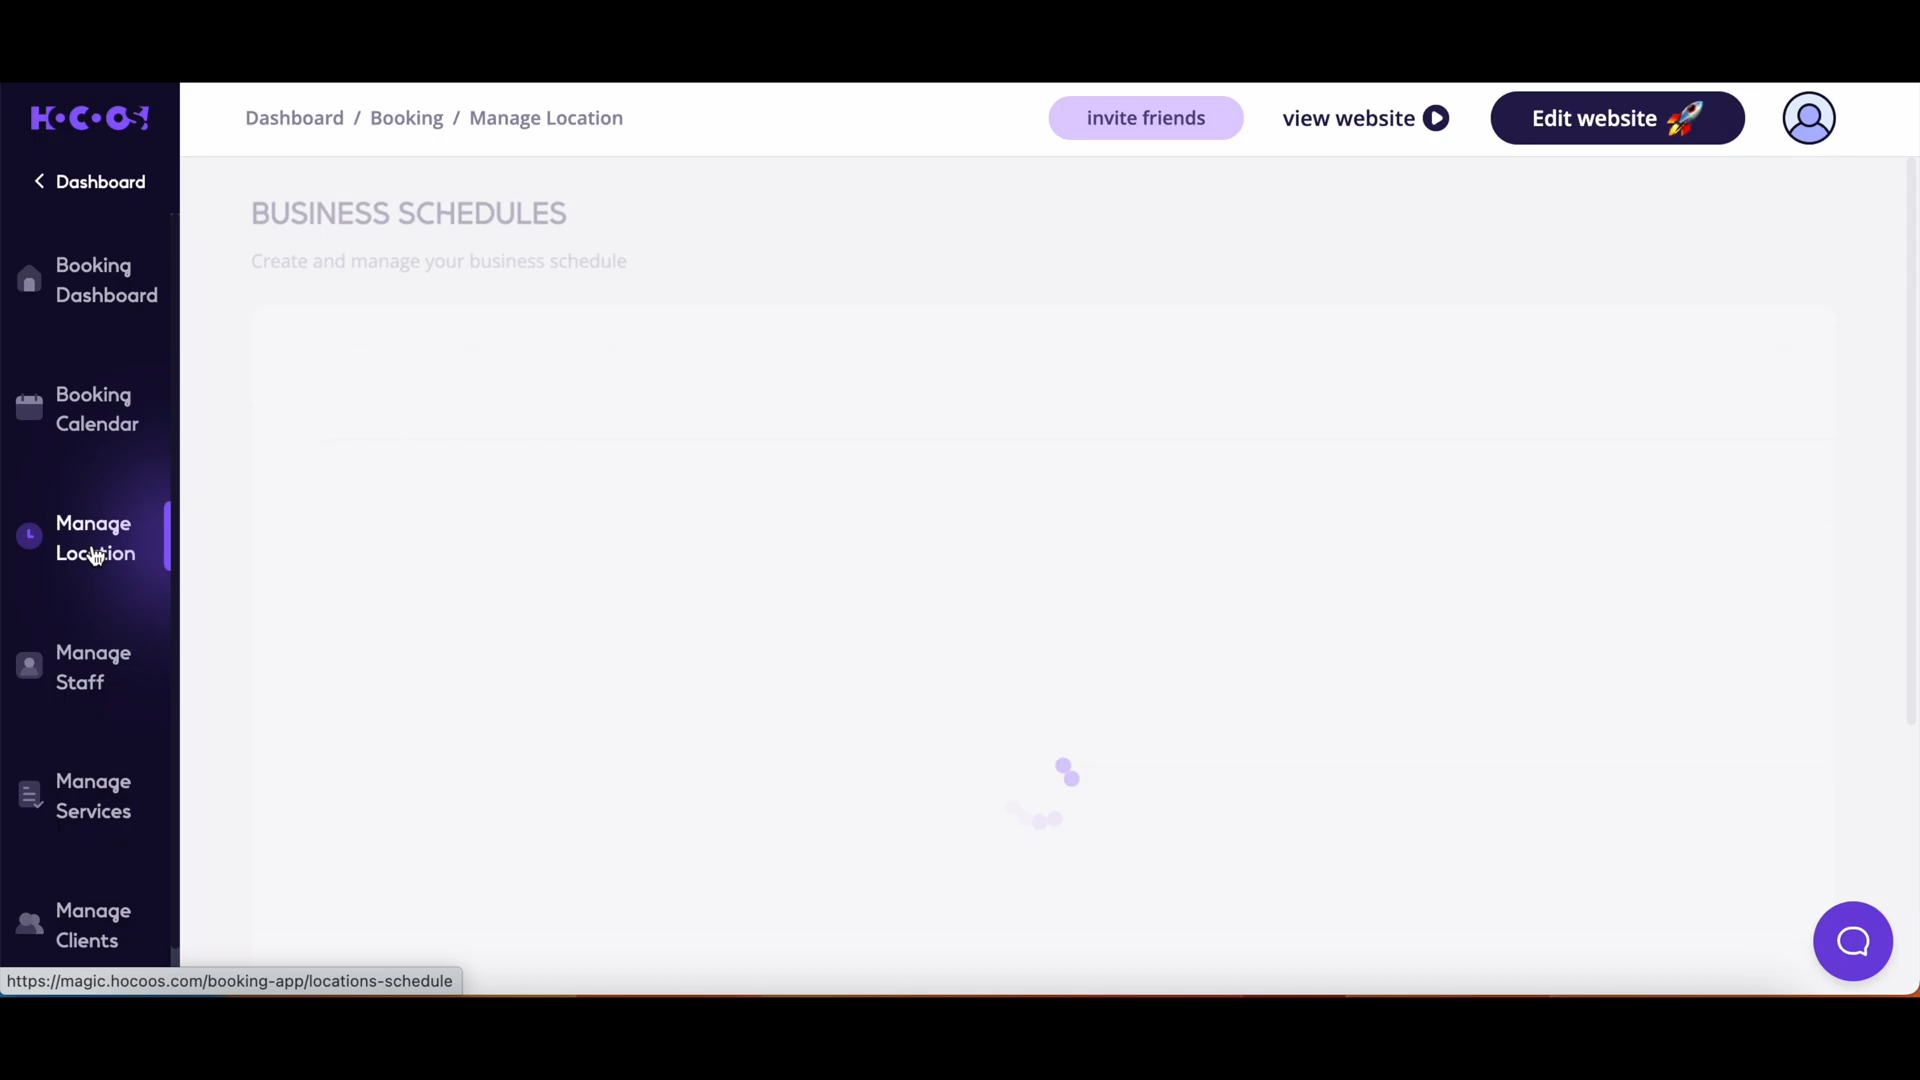 HOCOOS!
Dashboard / Booking / Manage Location
invite friends
view website
Edit website
Dashboard
Booking
Dashboard
Booking
Calendar
Manage
Location
Manage
Staff
Manage
Services
Manage
Clients
BUSINESS SCHEDULES
Create and manage your business schedule
https://magic.hocoos.com/booking-app/locations-schedule